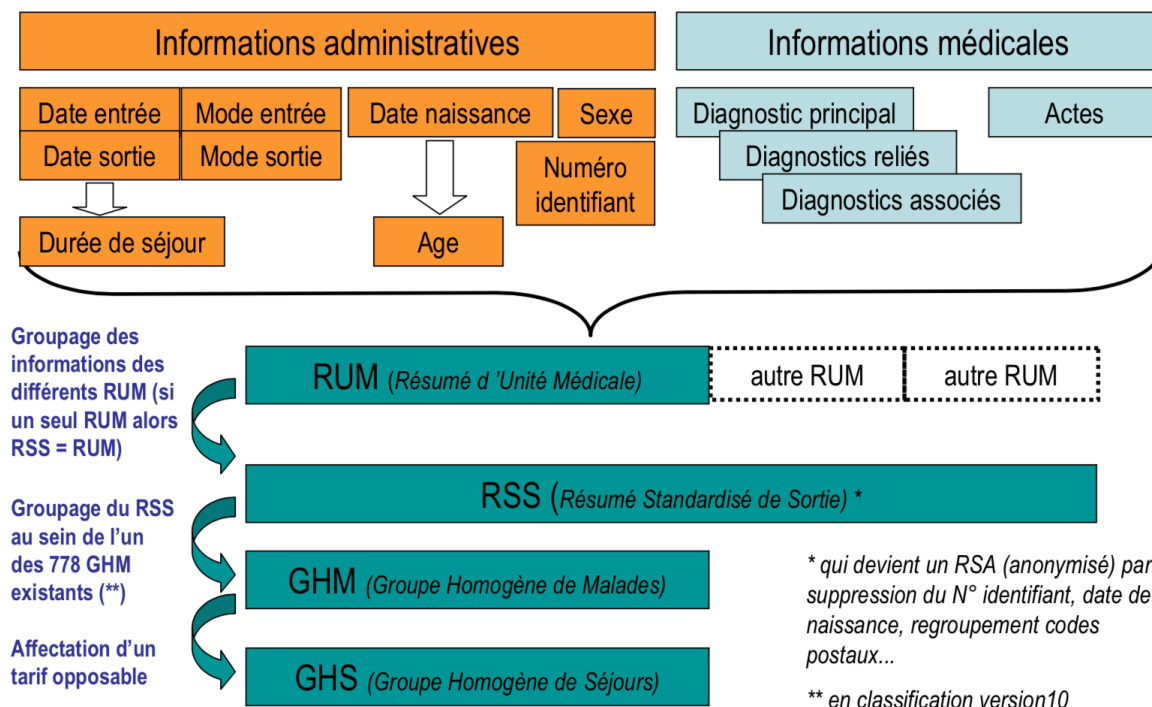 Informations administratives
Informations médicales
Date entrée
Mode entrée
Date naissance
Sexe
Diagnostic principal
Actes
Date sortie
Mode sortie
Diagnostics reliés
Numéro
identifiant
Diagnostics associés
Durée de séjour
Age
Groupage des
informations des
différents RUM (si
un seul RUM alors
RSS = RUM)
RUM (Résumé d ’Unité Médicale)
autre RUM
autre RUM
RSS (Résumé Standardisé de Sortie) *
Groupage du RSS
au sein de l’un
des 778 GHM
existants (**)
GHM (Groupe Homogène de Malades)
Affectation d’un
tarif opposable
GHS (Groupe Homogène de Séjours)
* qui devient un RSA (anonymisé) par
suppression du N° identifiant, date de
naissance, regroupement codes
postaux...
** en classification version10